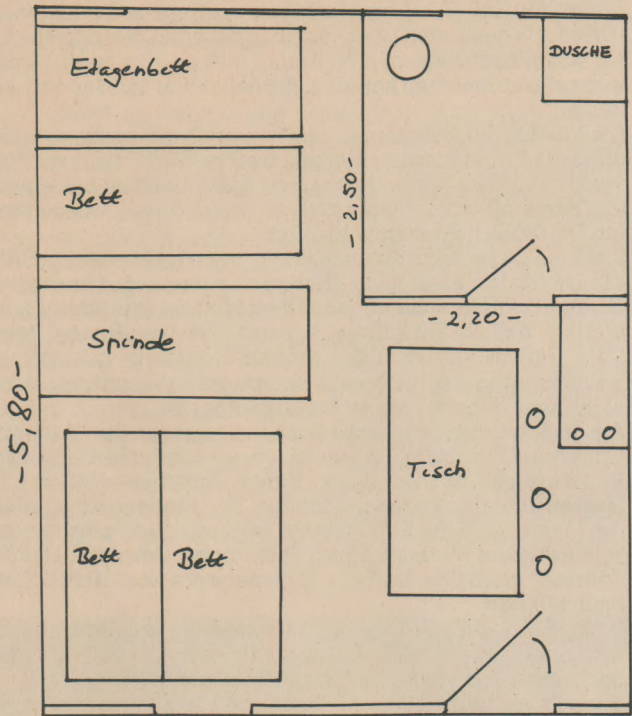 Etagenbett
DUSCHE
Bett
- 2,50 -
2,20 -
Spinde
- 5,80 -
Tisch
Bett
Bett